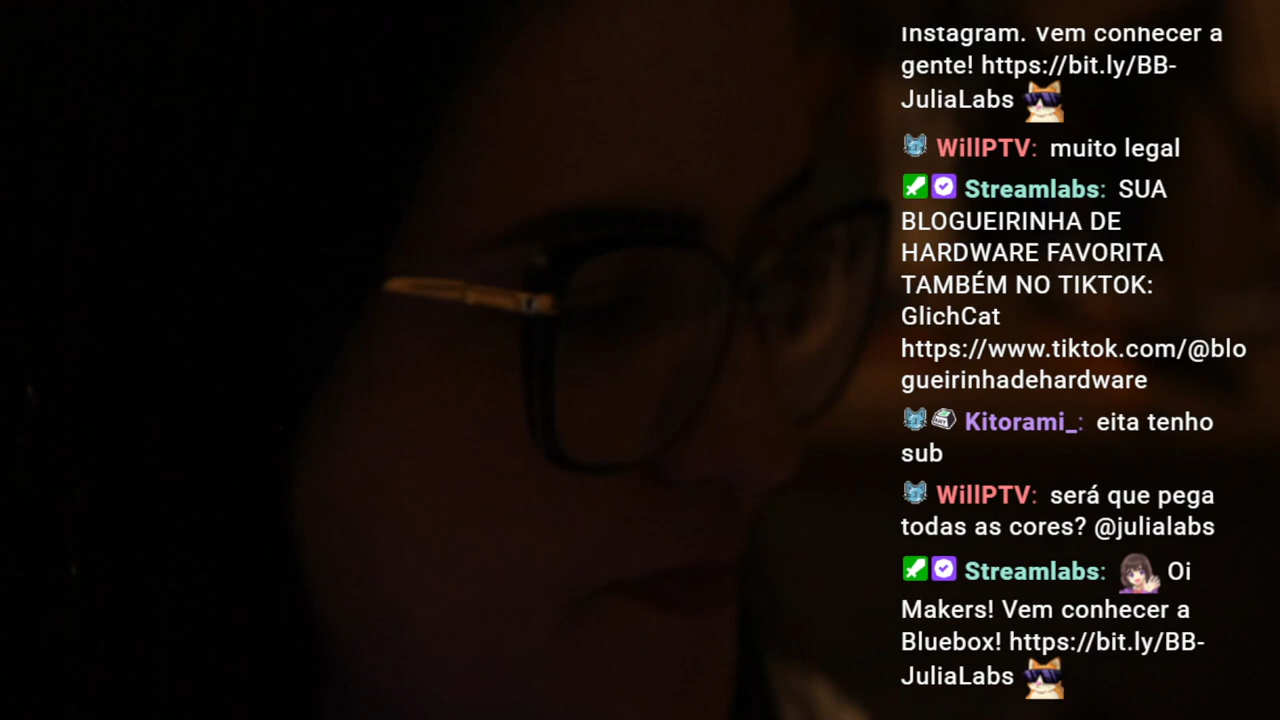 Instagram. Vem conhecer a
gente! https://bit.ly/BB-
JuliaLabs
WillPTV: muito legal
Streamlabs: SUA
BLOGUEIRINHA DE
HARDWARE FAVORITA
TAMBÉM NO TIKTOK:
GlichCat
https://www.tiktok.com/@blo
gueirinhadehardware
Kitorami_: eita tenho
sub
WillPTV: será que pega
todas as cores? @julialabs
Streamlabs: Oi
Makers! Vem conhecer a
Bluebox! https://bit.ly/BB-
JuliaLabs